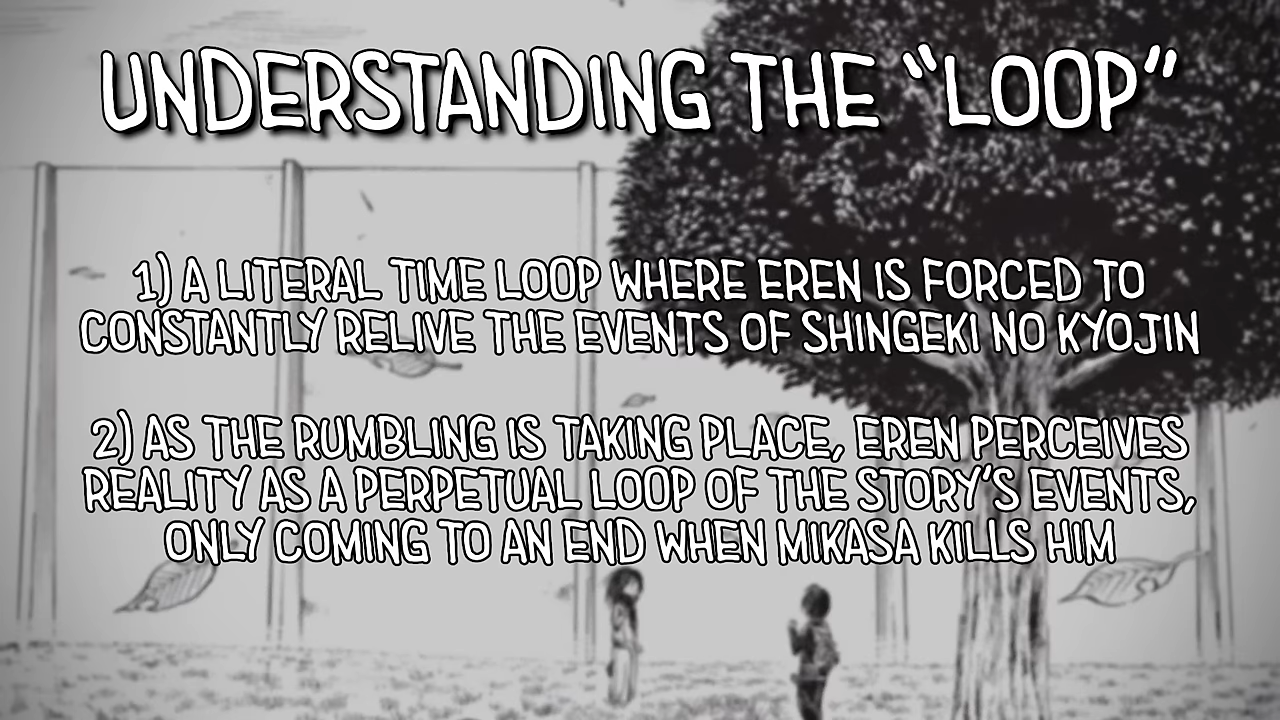 UNDERSTANDING THE “LOOP”
1) A LITERAL TIME LOOP WHERE EREN IS FORCED TO
CONSTANTLY RELIVE THE EVENTS OF SHINGEKI NO KYOJIN
2) AS THE RUMBLING IS TAKING PLACE, EREN PERCEIVES
REALITY AS A PERPETUAL LOOP OF THE STORY'S EVENTS,
ONLY COMING TO AN END WHEN MIKASA KILLS HIM